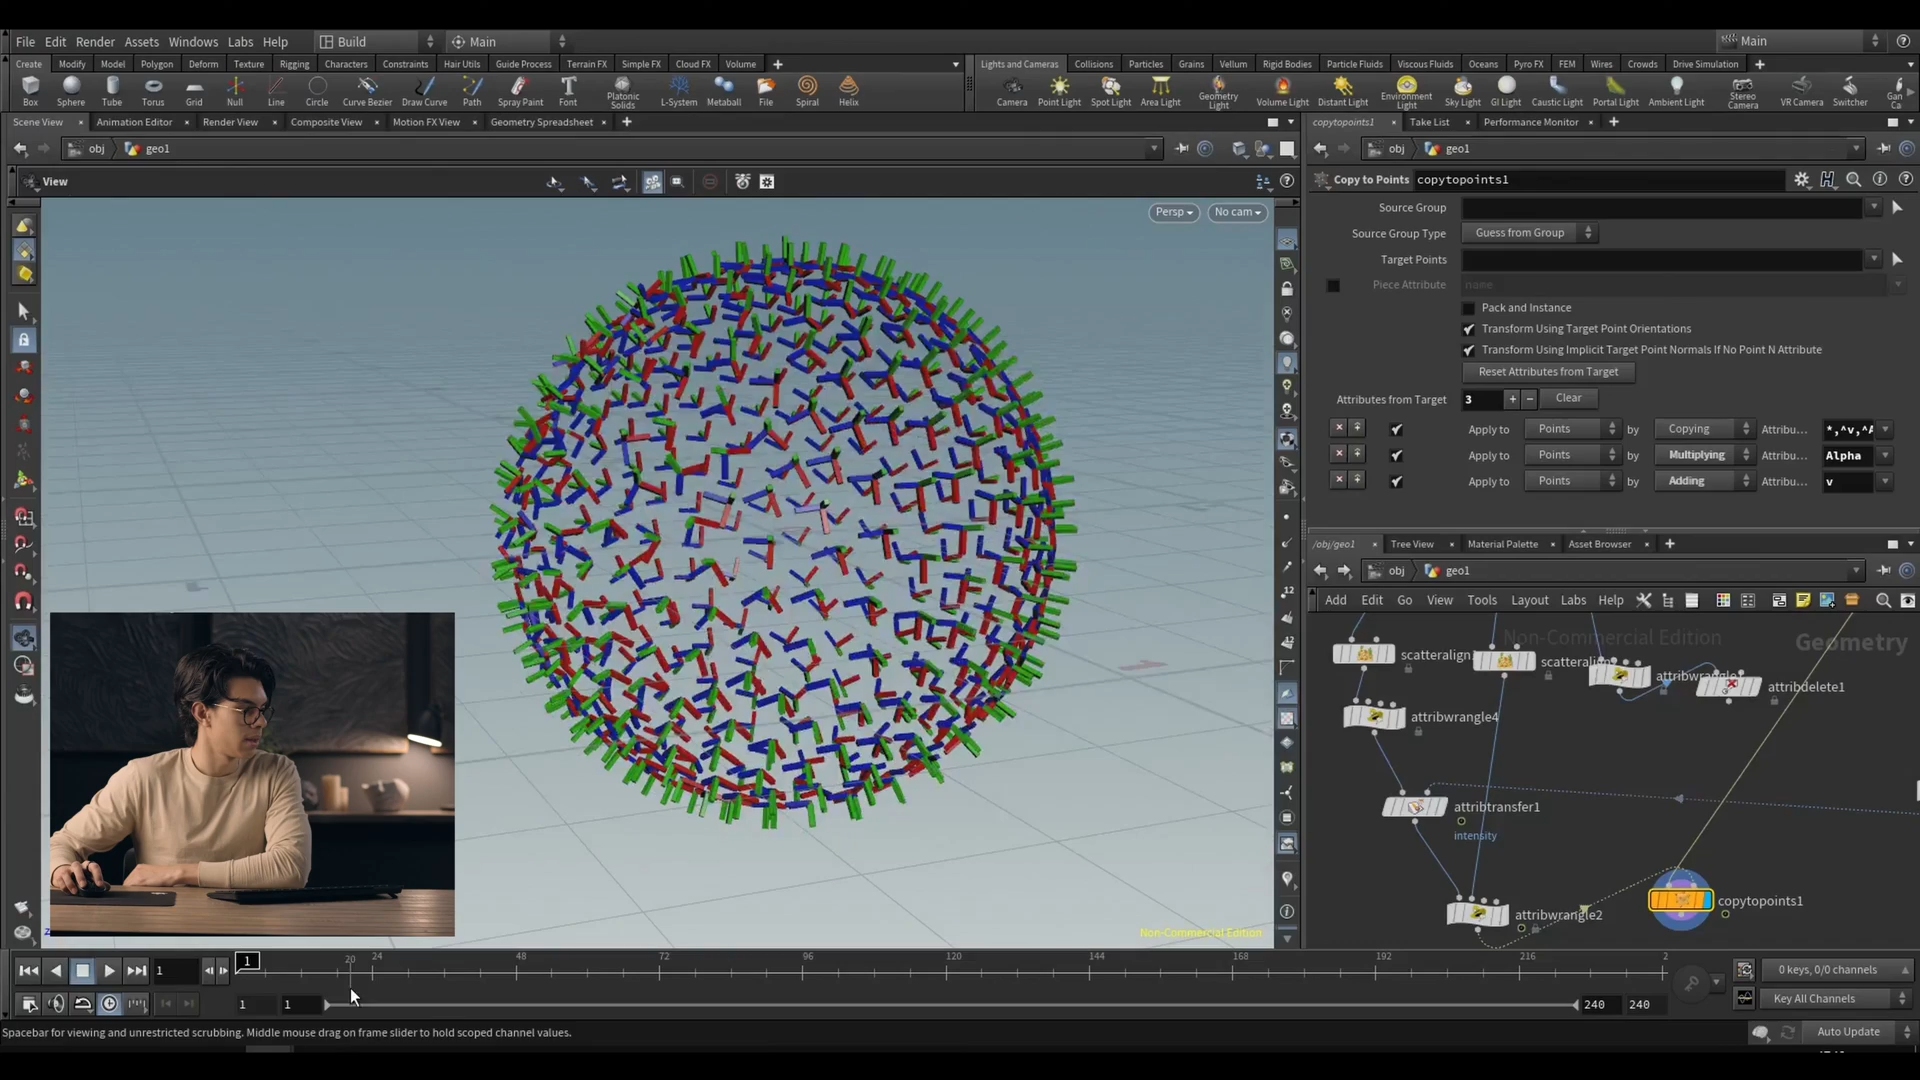 File Edit Render Assets Windows Labs Help Build Main Main
Create Modify Model Polygon Deform Texture Rigging Characters Constraints Hair Utils Guide Process Terrain FX Simple FX Cloud FX Volume
Lights and Cameras Collisions Particles Grains Vellum Rigid Bodies Particle Fluids Viscous Fluids Oceans Pyro FX FEM Wires Crowds Drive Simulation
Box Sphere Tube Torus Grid Null Line Circle Curve Bezier Draw Curve Path Spray Paint Font Platonic Solids L-System Metaball File Spiral Helix
Camera Point Light Spot Light Area Light Geometry Light Volume Light Distant Light Environment Light Sky Light GI Light Caustic Light Portal Light Ambient Light Stereo Camera VR Camera Switcher
Scene View Animation Editor Render View Composite View Motion FX View Geometry Spreadsheet
copytopoints1 Take List Performance Monitor
obj geo1
obj geo1
View
Copy to Points copytopoints1
Persp No cam
Source Group
Source Group Type Guess from Group
Target Points
Piece Attribute name
Pack and Instance
Transform Using Target Point Orientations
Transform Using Implicit Target Point Normals If No Point N Attribute
Reset Attributes from Target
Attributes from Target 3 + − Clear
Apply to Points by Copying Attribu... *,^v,^A
Apply to Points by Multiplying Attribu... Alpha
Apply to Points by Adding Attribu... v
/obj/geo1 Tree View Material Palette Asset Browser
obj geo1
Add Edit Go View Tools Layout Labs Help
Non-Commercial Edition Geometry
scatteralign
attribdelete1
attribwrangle4
attribtransfer1
intensity
copytopoints1
attribwrangle2
Non-Commercial Edition
1 1 20 24 48 72 96 120 144 168 192 216 2
0 keys, 0/0 channels
1 1 240 240
Key All Channels
Spacebar for viewing and unrestricted scrubbing. Middle mouse drag on frame slider to hold scoped channel values.
Auto Update